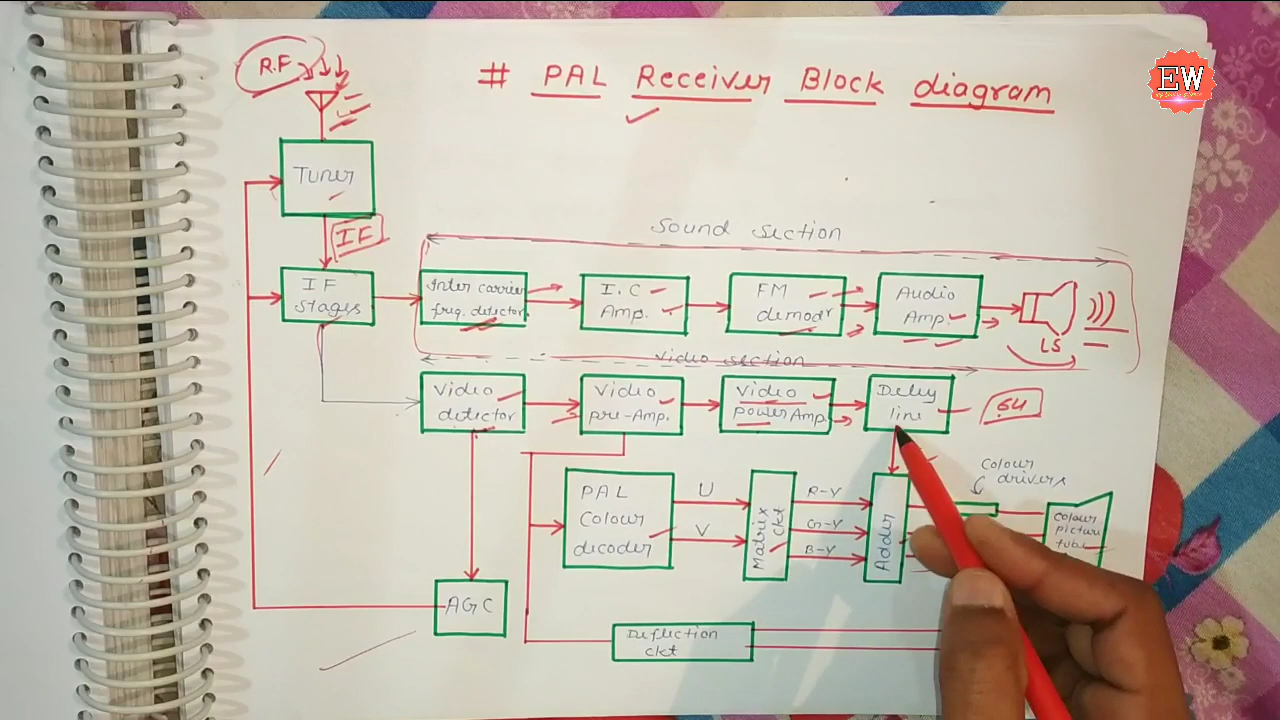 R.F
# PAL Receiver Block diagram
EW
Tuner
IF
Sound section
IF
stages
Inter carrier
freq. detector
I.C
Amp.
FM
demodr
Audio
Amp.
LS
video section
Video
detector
Video
pre-Amp.
Video
power Amp.
Delay
line
64
Colour
drivers
PAL
Colour
decoder
U
V
Matrix
ckt
R-Y
G-Y
B-Y
Adder
Colour
picture
tube
AGC
Deflection
ckt